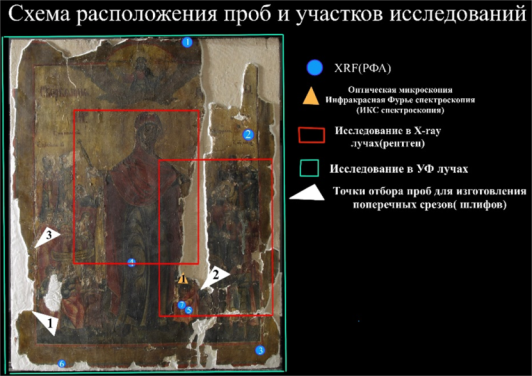 Схема расположения проб и участков исследований
XRF(РФА)
Оптическая микроскопия
Инфракрасная Фурье спектроскопия
(ИКС спектроскопия)
Исследование в X-ray
лучах(рентген)
Исследование в УФ лучах
Точки отбора проб для изготовления
поперечных срезов( шлифов)
1
2
3
4
1
2
5
1
6
3